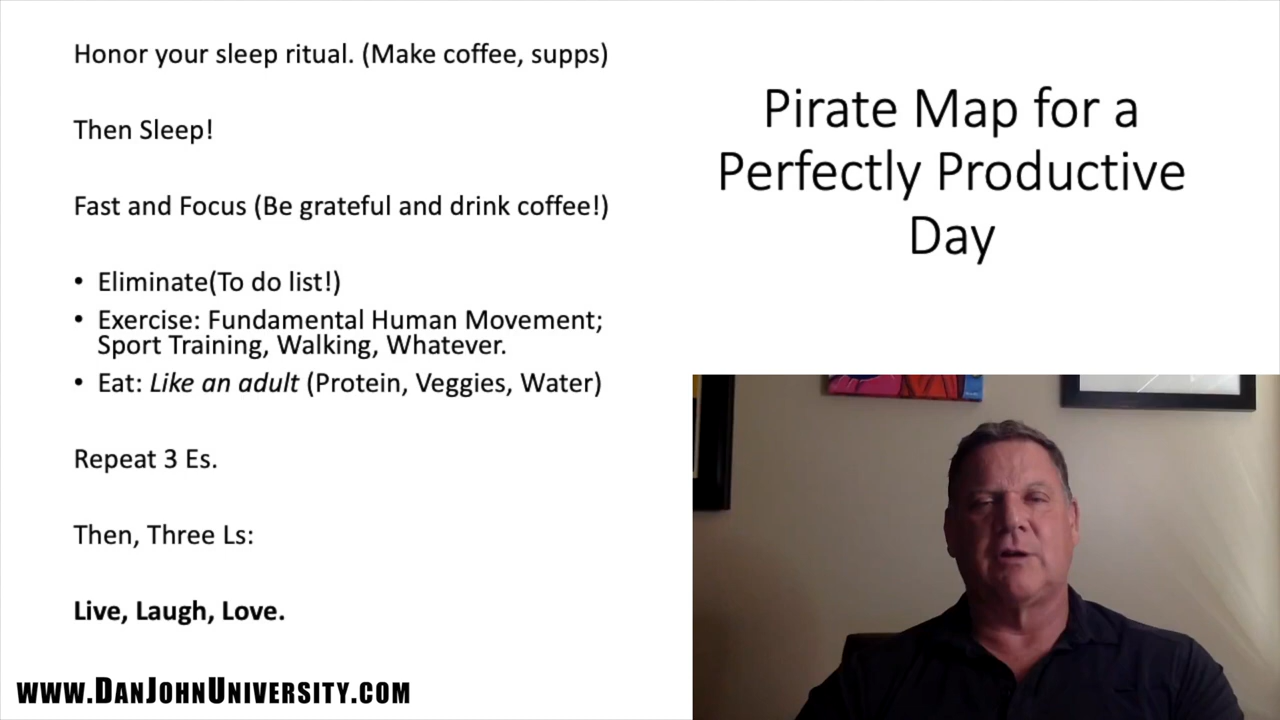 Honor your sleep ritual. (Make coffee, supps)
Then Sleep!
Fast and Focus (Be grateful and drink coffee!)
• Eliminate(To do list!)
• Exercise: Fundamental Human Movement;
Sport Training, Walking, Whatever.
• Eat: Like an adult (Protein, Veggies, Water)
Repeat 3 Es.
Then, Three Ls:
Live, Laugh, Love.
www.DanJohnUniversity.com
Pirate Map for a
Perfectly Productive
Day